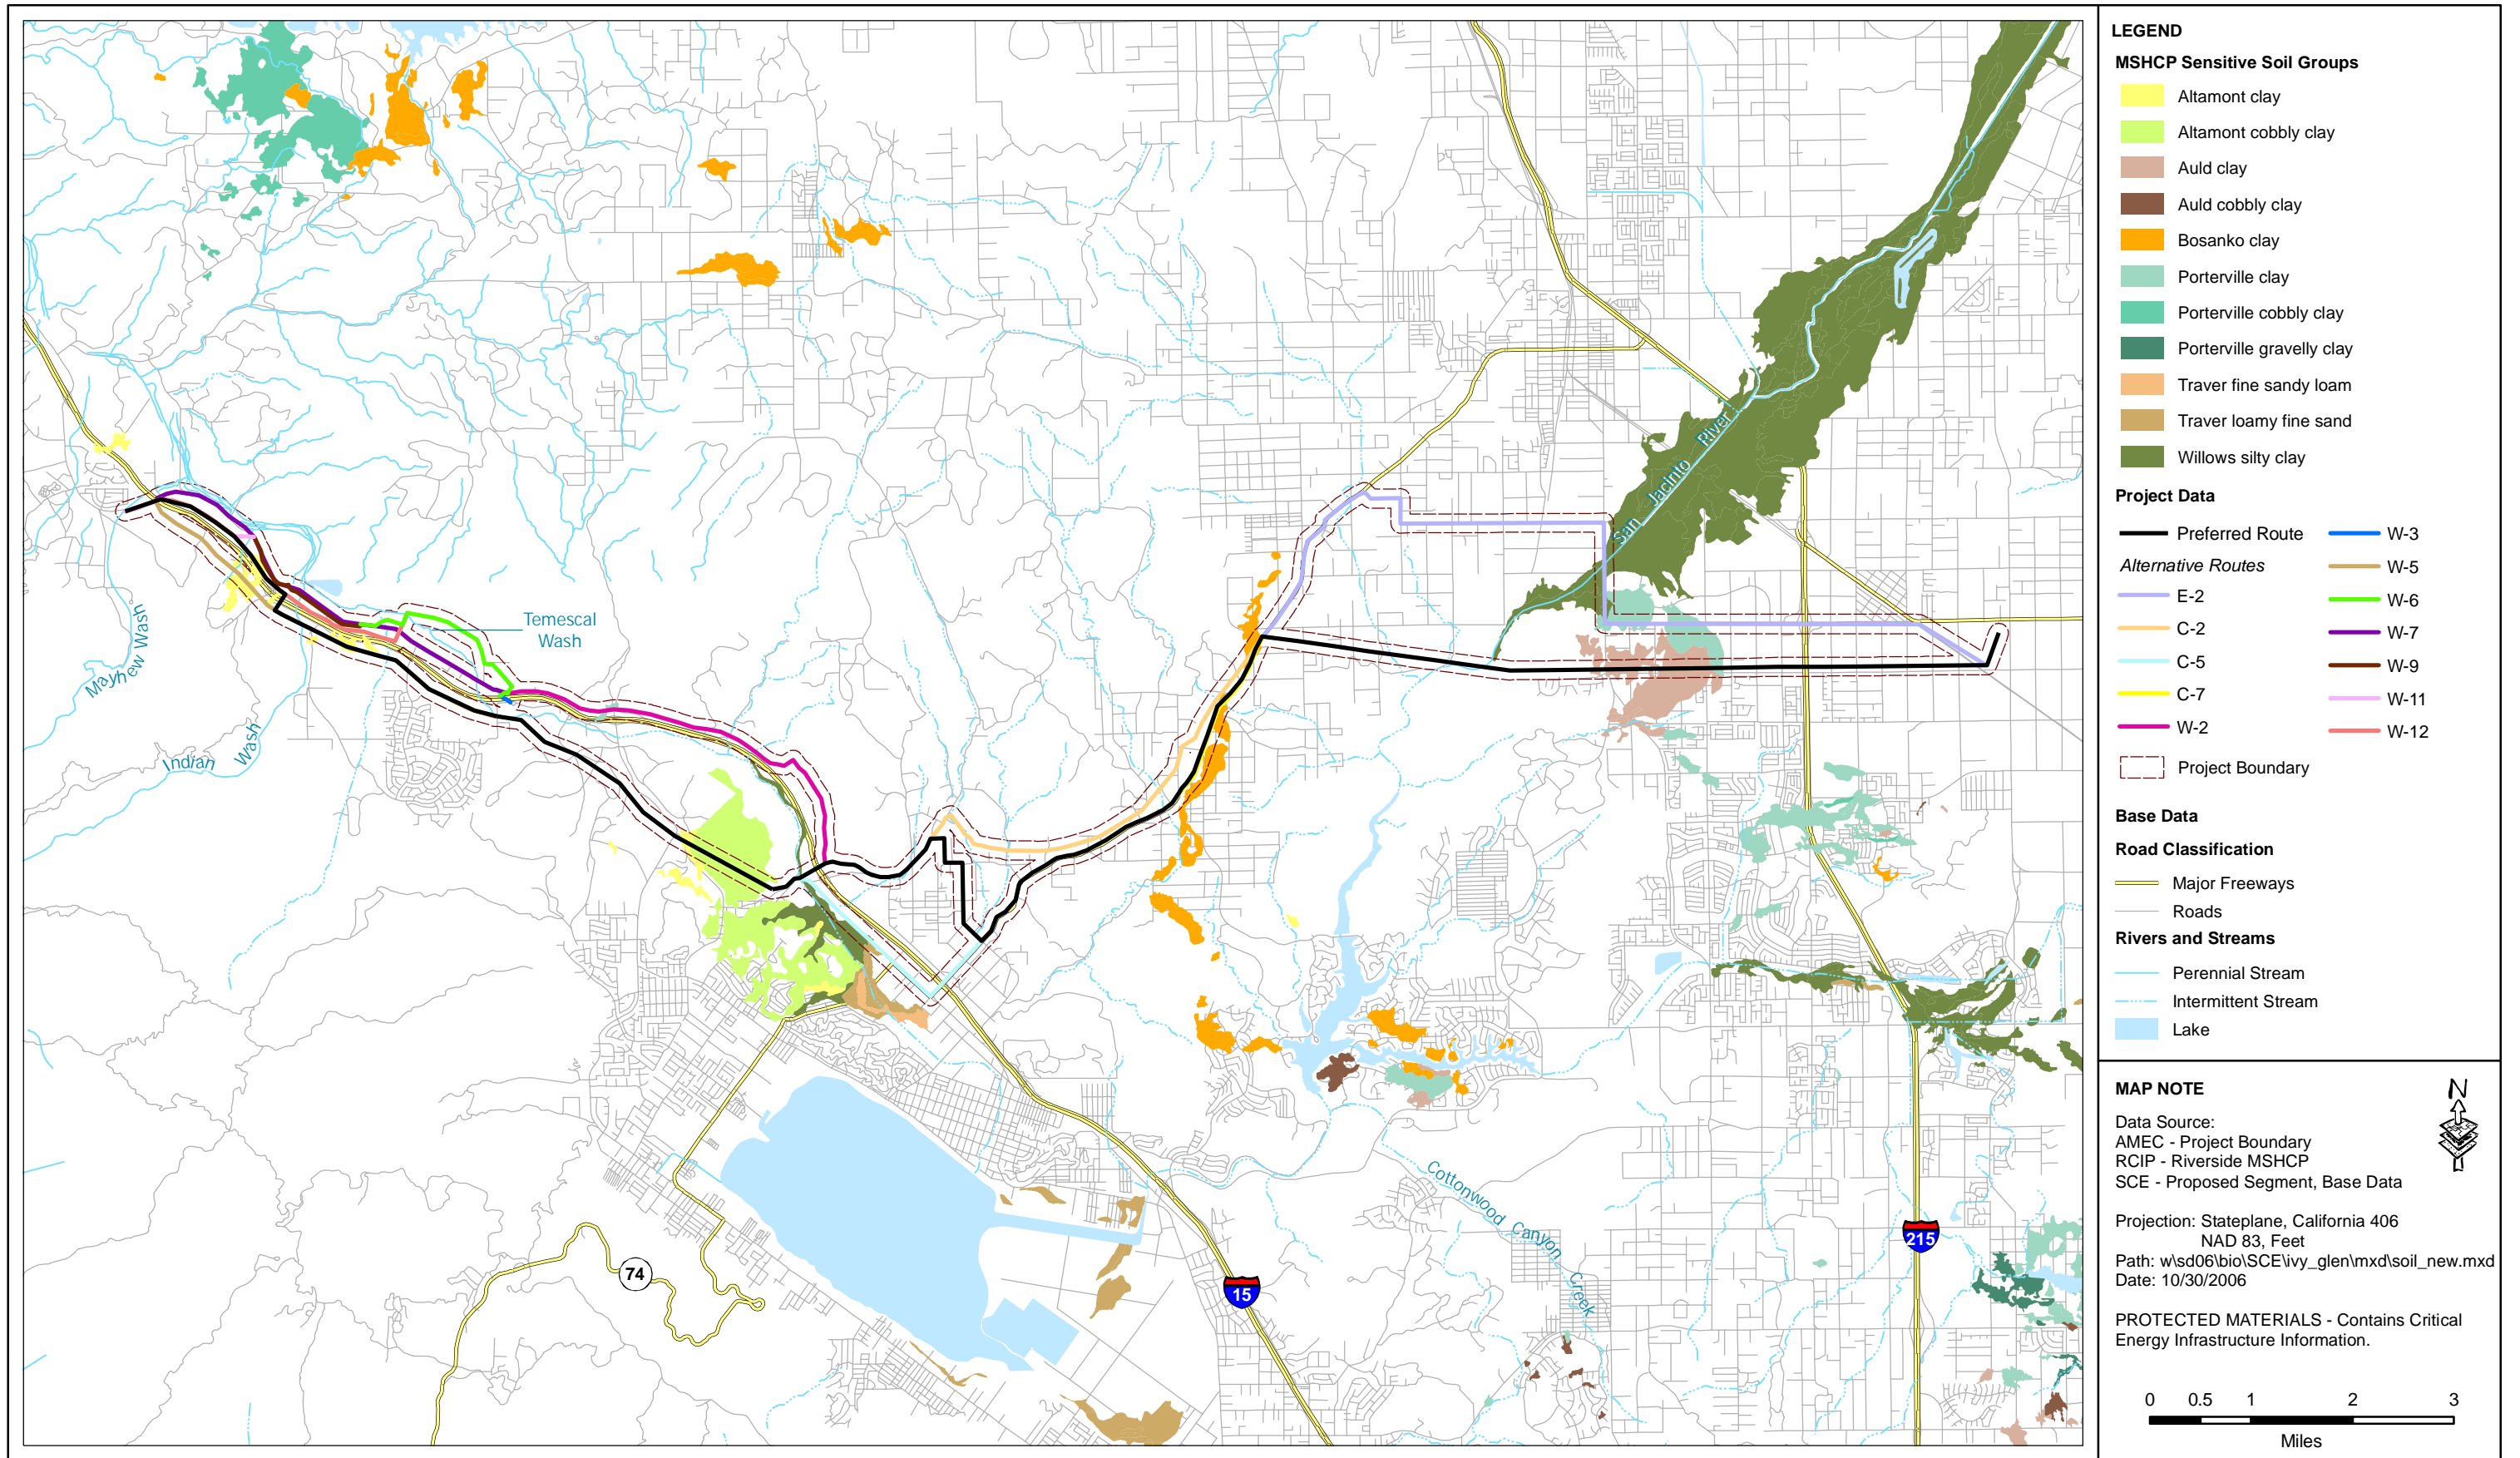 Mayhew Wash
Indian Wash
Temescal
Wash
San Jacinto River
Cottonwood Canyon Creek
74
15
215
LEGEND
MSHCP Sensitive Soil Groups
Altamont clay
Altamont cobbly clay
Auld clay
Auld cobbly clay
Bosanko clay
Porterville clay
Porterville cobbly clay
Porterville gravelly clay
Traver fine sandy loam
Traver loamy fine sand
Willows silty clay
Project Data
Preferred Route
Alternative Routes
E-2
C-2
C-5
C-7
W-2
W-3
W-5
W-6
W-7
W-9
W-11
W-12
Project Boundary
Base Data
Road Classification
Major Freeways
Roads
Rivers and Streams
Perennial Stream
Intermittent Stream
Lake
MAP NOTE
N
Data Source:
AMEC - Project Boundary
RCIP - Riverside MSHCP
SCE - Proposed Segment, Base Data
Projection: Stateplane, California 406
NAD 83, Feet
Path: w\sd06\bio\SCE\ivy_glen\mxd\soil_new.mxd
Date: 10/30/2006
PROTECTED MATERIALS - Contains Critical
Energy Infrastructure Information.
0 0.5 1 2 3
Miles